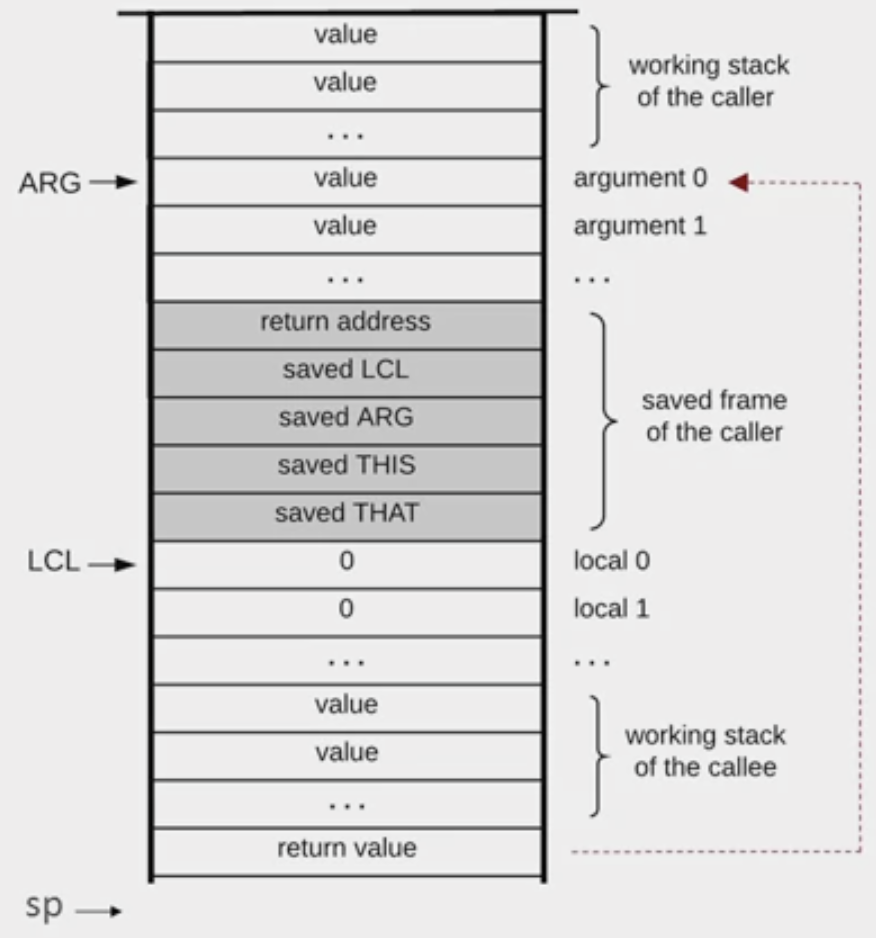 value
working stack
value
of the caller
...
ARG
value
argument 0
value
argument 1
...
...
return address
saved LCL
saved ARG
saved frame
of the caller
saved THIS
saved THAT
LCL
0
local 0
0
local 1
...
...
value
working stack
value
of the callee
...
return value
sp